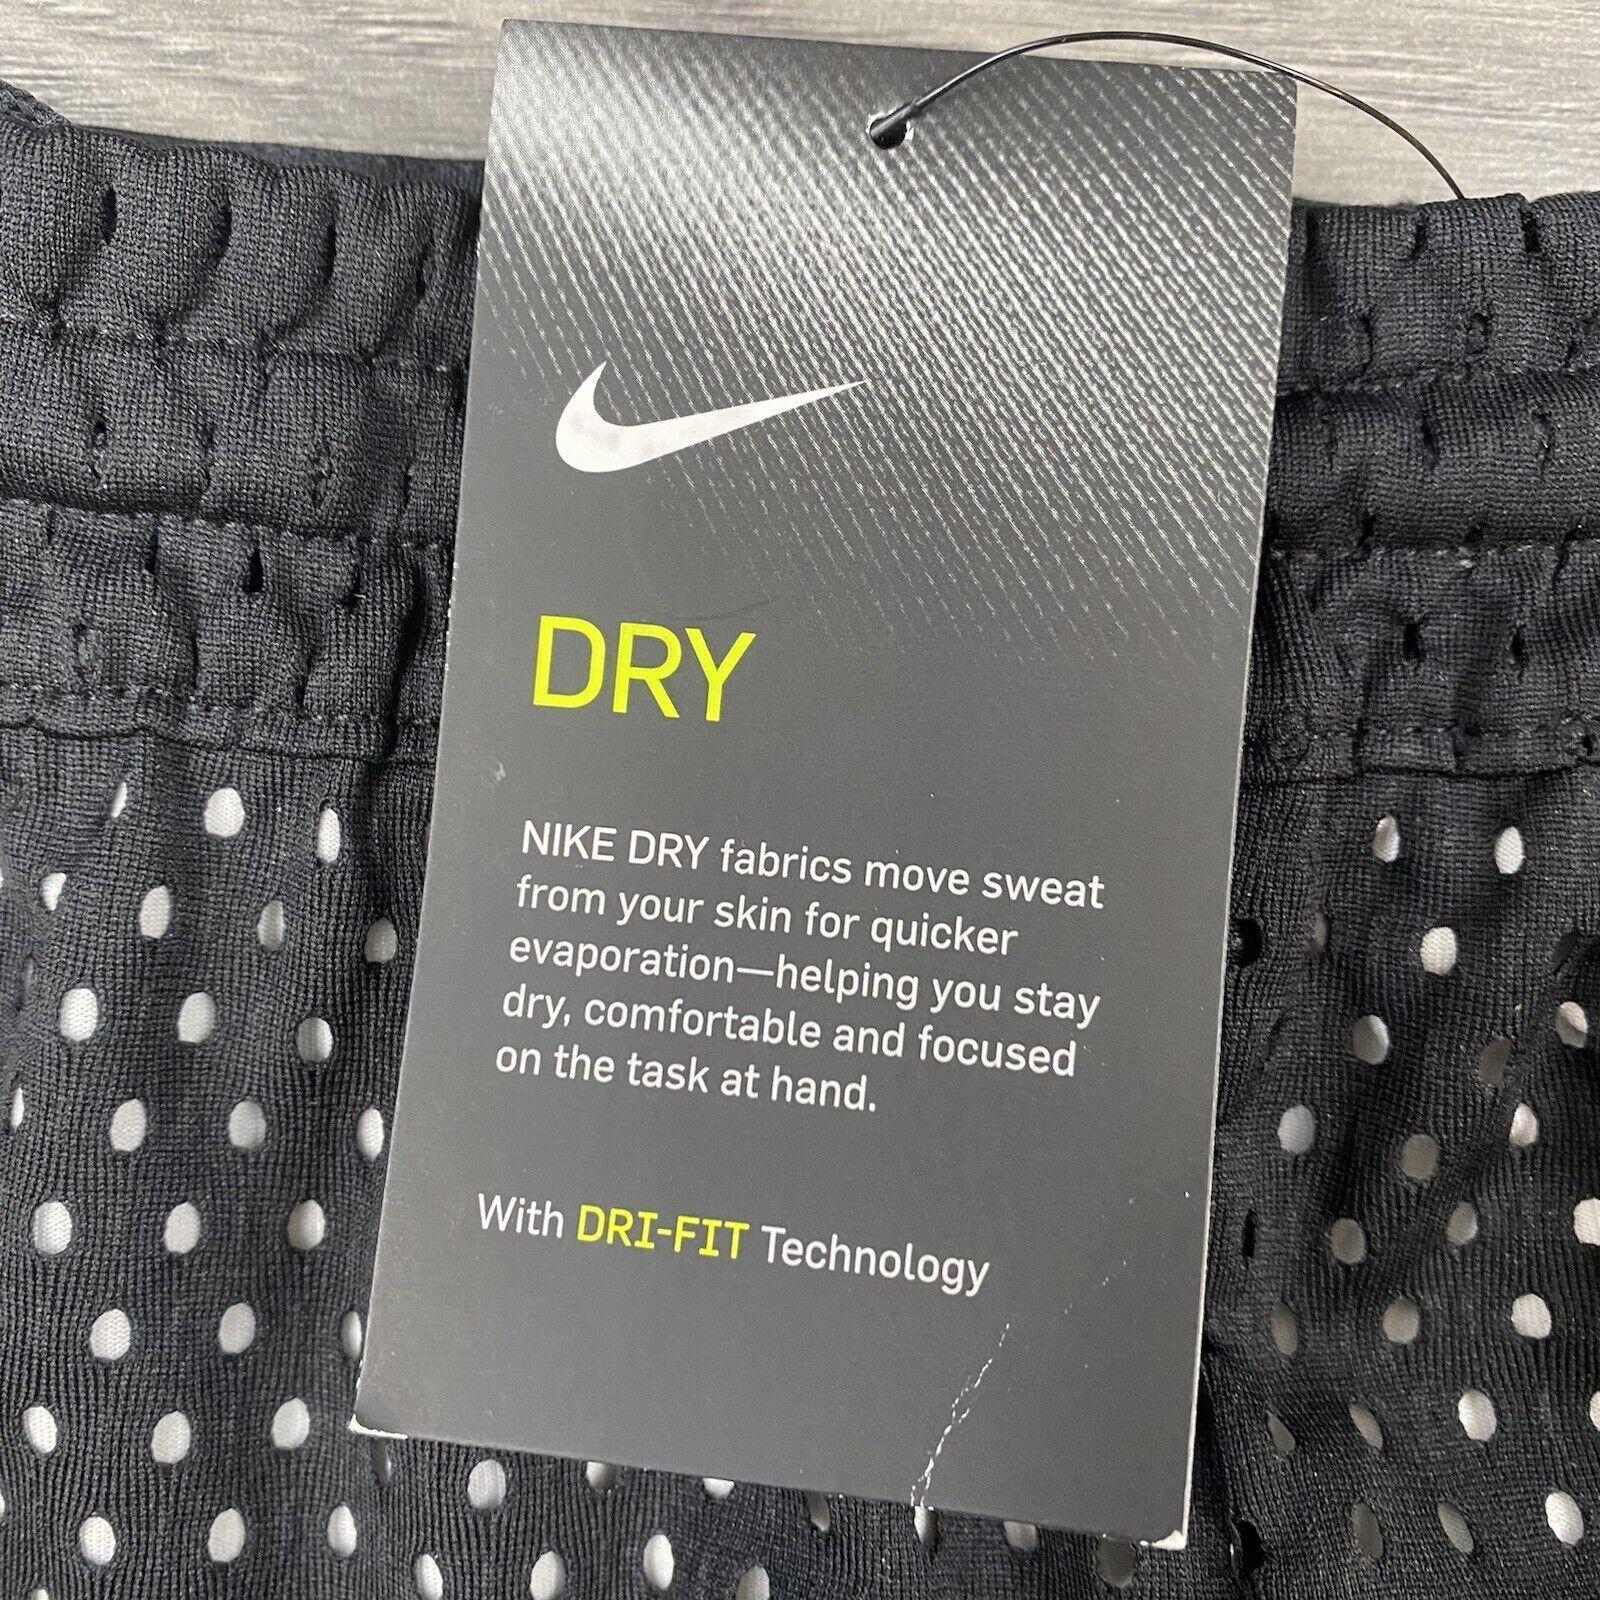 DRY
NIKE DRY fabrics move sweat
from your skin for quicker
evaporation—helping you stay
dry, comfortable and focused
on the task at hand.
With DRI-FIT Technology